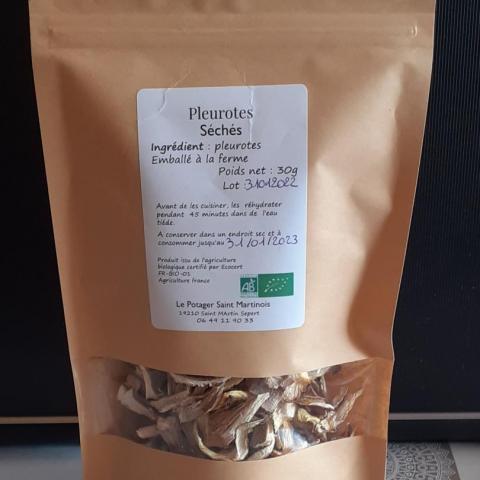 Pleurotes
Séchés
Ingrédient : pleurotes
Emballé à la ferme
Poids net : 30g
Lot 31012022
Avant de les cuisiner, les réhydrater
pendant 45 minutes dans de l'eau
tiède.
A conserver dans un endroit sec et à
consommer jusqu'au 31/01/2023
Produit issu de l'agriculture
biologique certifié par Ecocert
FR-BIO-01
Agriculture france
AB
Le Potager Saint Martinois
19210 Saint MArtin Sepert
06 49 11 90 33